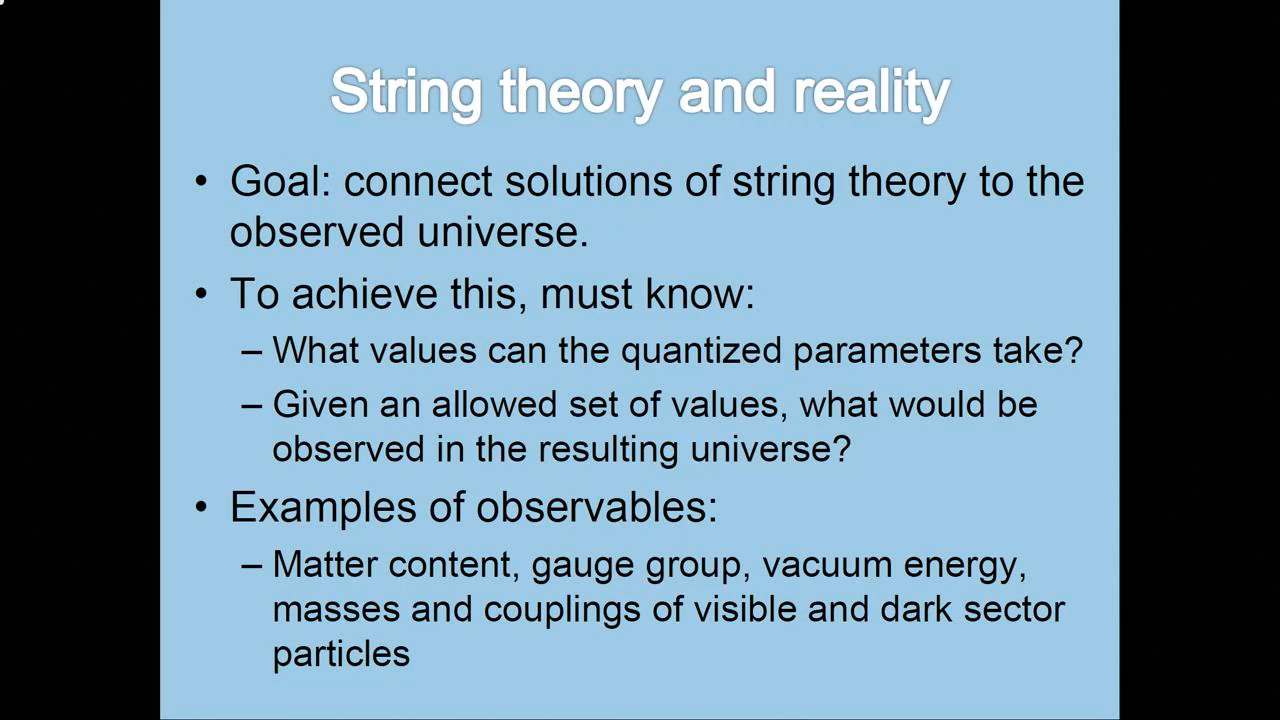 String theory and reality
• Goal: connect solutions of string theory to the
observed universe.
• To achieve this, must know:
– What values can the quantized parameters take?
– Given an allowed set of values, what would be
observed in the resulting universe?
• Examples of observables:
– Matter content, gauge group, vacuum energy,
masses and couplings of visible and dark sector
particles